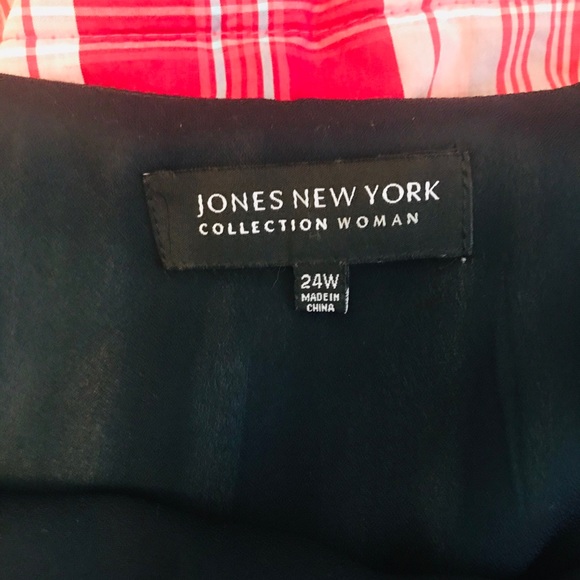 JONES NEW YORK
COLLECTION WOMAN
24W
MADE IN
CHINA